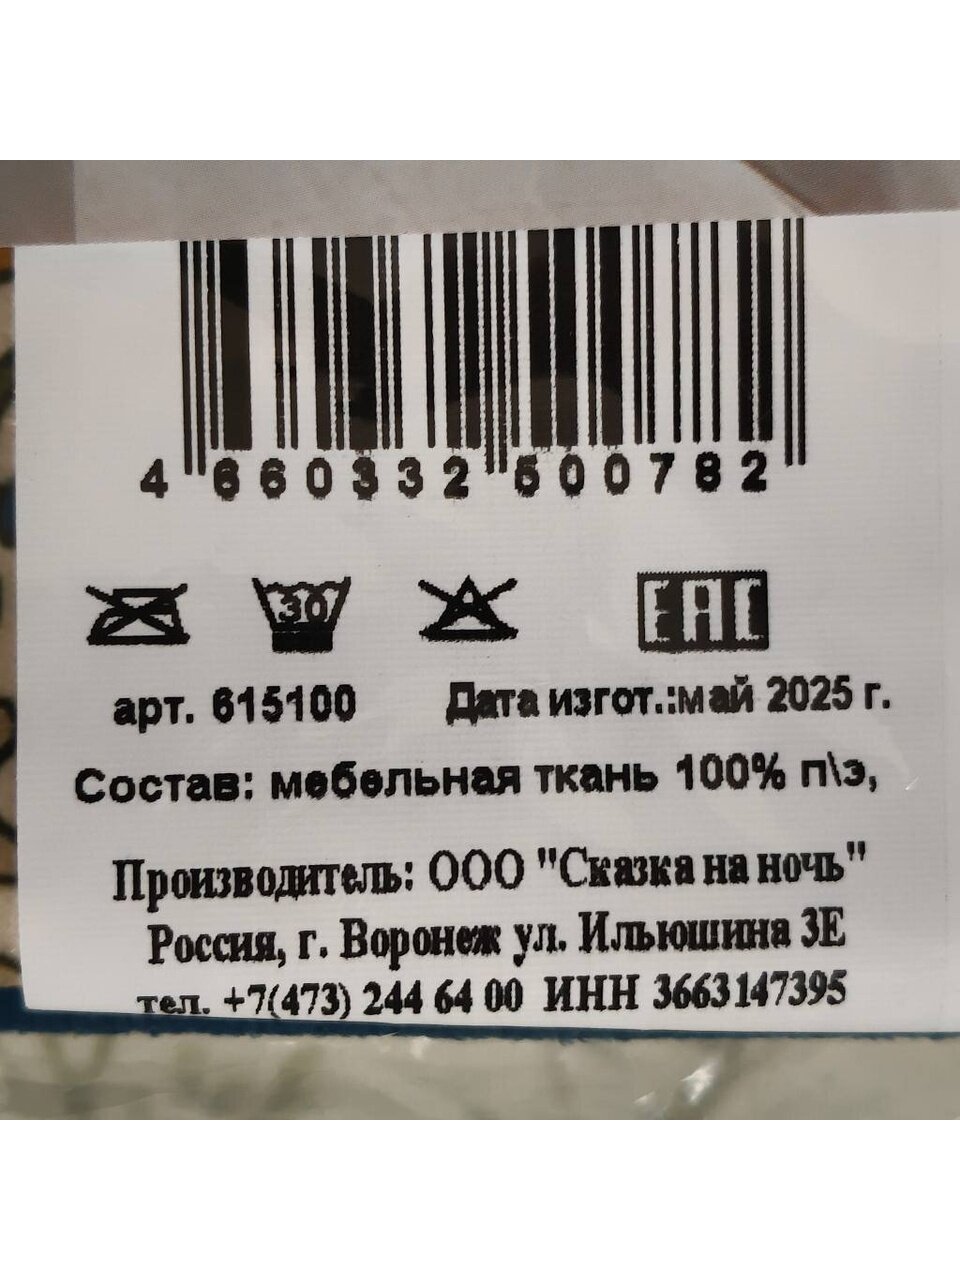 4 660332 500782
30 EAC
арт. 615100 Дата изгот.:май 2025 г.
Состав: мебельная ткань 100% п\э,
Производитель: ООО "Сказка на ночь"
Россия, г. Воронеж ул. Ильюшина 3Е
тел. +7(473) 244 64 00 ИНН 3663147395